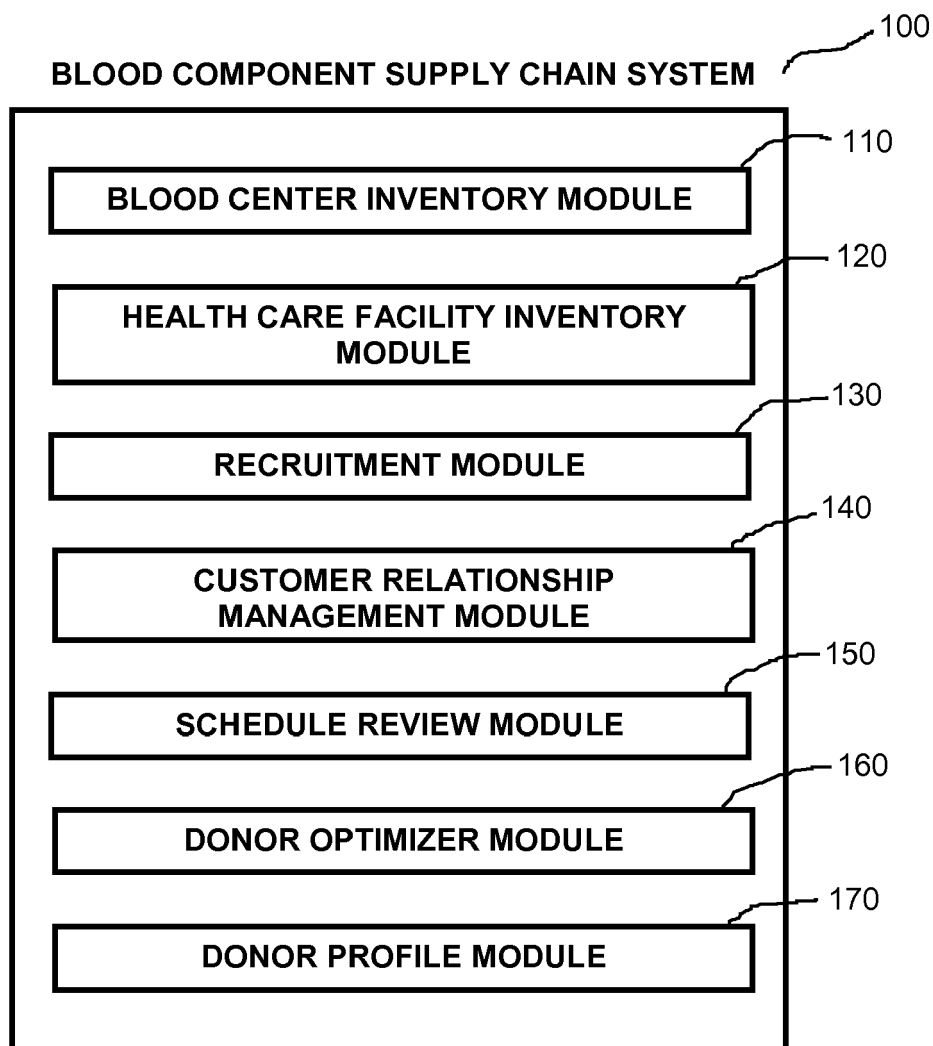 100
BLOOD COMPONENT SUPPLY CHAIN SYSTEM
110
BLOOD CENTER INVENTORY MODULE
120
HEALTH CARE FACILITY INVENTORY
MODULE
130
RECRUITMENT MODULE
140
CUSTOMER RELATIONSHIP
MANAGEMENT MODULE
150
SCHEDULE REVIEW MODULE
160
DONOR OPTIMIZER MODULE
170
DONOR PROFILE MODULE